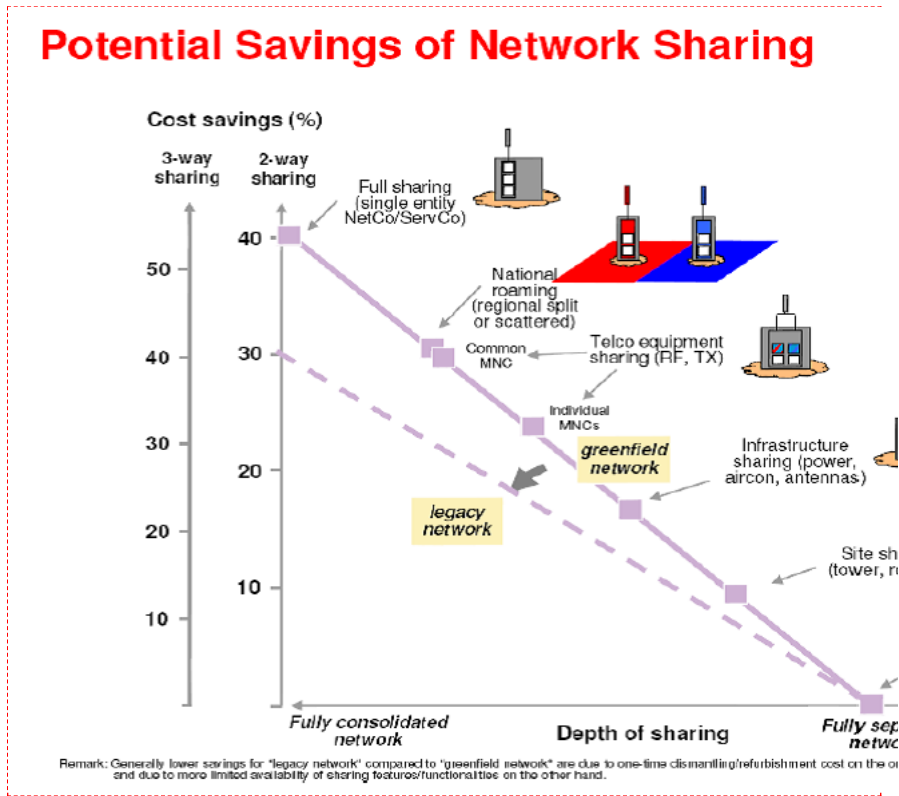 Potential Savings of Network Sharing
Cost savings (%)
3-way
sharing
2-way
sharing
Full sharing
(single entity
NetCo/ServCo)
40
50
National
roaming
(regional split
or scattered)
Telco equipment
sharing (RF, TX)
Common
MNC
30
40
Individual
MNCs
greenfield
network
Infrastructure
sharing (power,
aircon, antennas)
30
20
legacy
network
20
Site sh
(tower, r
10
10
Fully consolidated
network
Depth of sharing
Fully sep
netw
Remark: Generally lower savings for "legacy network" compared to "greenfield network" are due to one-time dismantling/refurbishment cost on the
and due to more limited availability of sharing features/functionalities on the other hand.